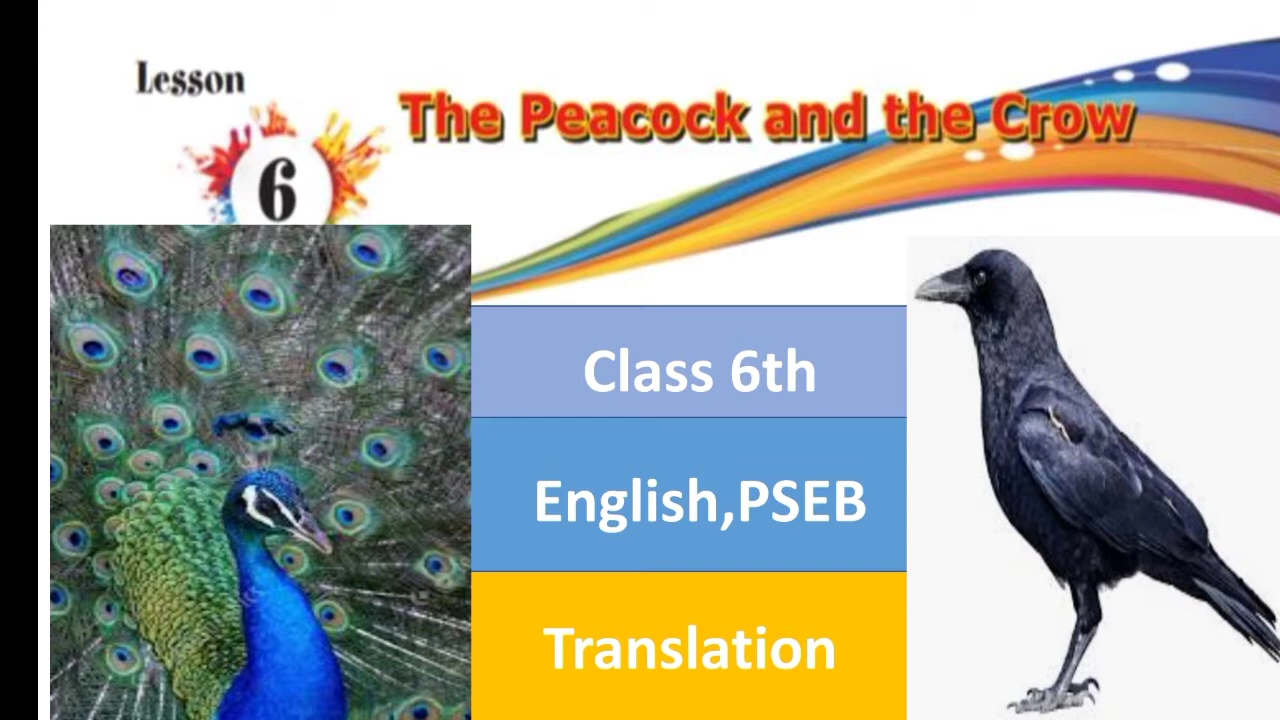 Lesson
6
The Peacock and the Crow
Class 6th
English,PSEB
Translation